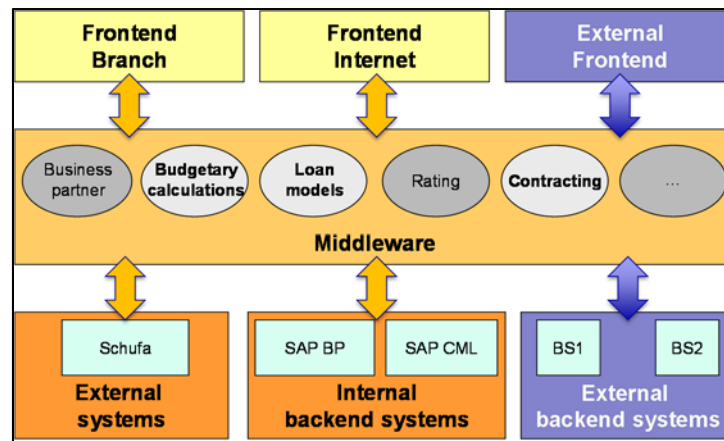 Frontend
Branch
Frontend
Internet
External
Frontend
Business
partner
Budgetary
calculations
Loan
models
Rating
Contracting
...
Middleware
Schufa
SAP BP
SAP CML
BS1
BS2
External
systems
Internal
backend systems
External
backend systems